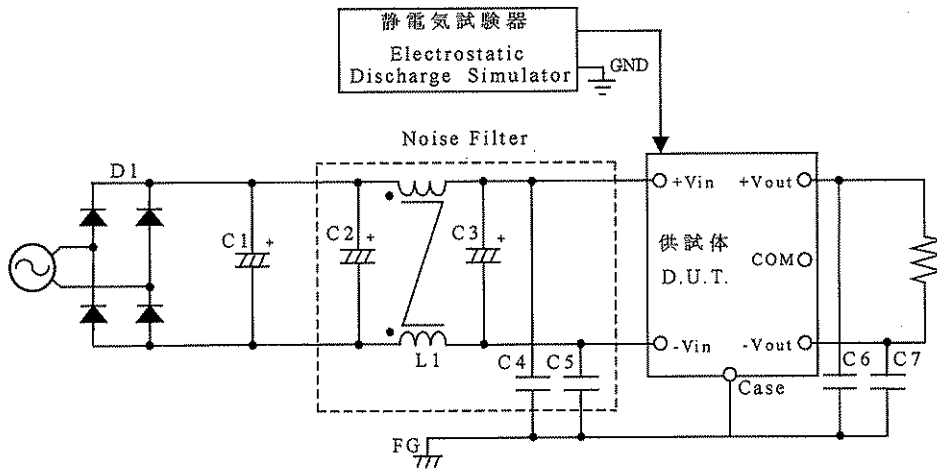 静電気試験器
Electrostatic
Discharge Simulator
GND
Noise Filter
D1
C1
+
C2
+
C3
+
L1
C4
C5
+Vin
+Vout
供試体
D.U.T.
COM
-Vin
-Vout
Case
C6
C7
FG